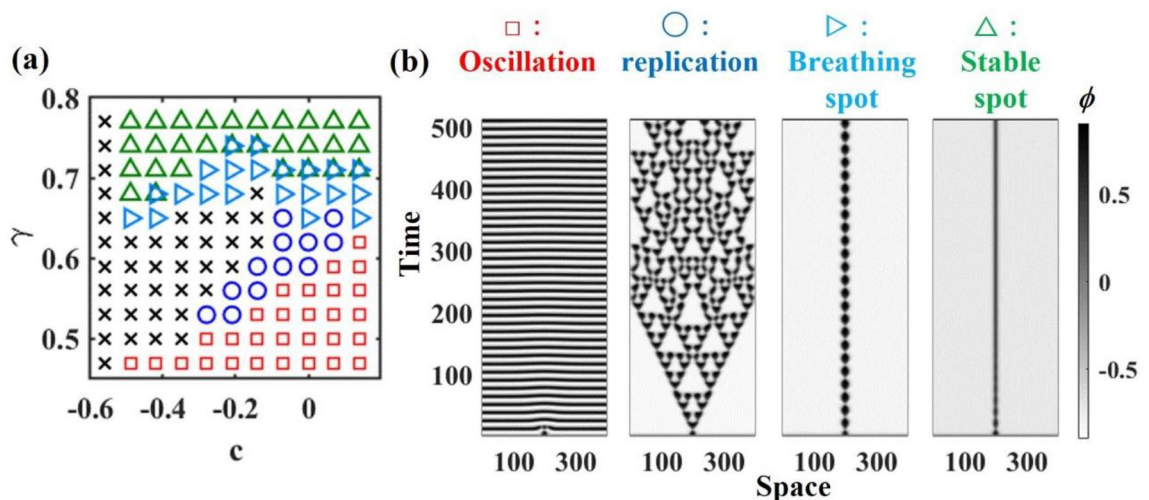 (a)
0.8
0.7
γ
0.6
0.5
-0.6 -0.4 -0.2 0
c
(b)
□ : ○ : ▷ : △ :
Oscillation replication Breathing spot Stable spot
ϕ
500
400
Time
300
200
100
100 300 100 300 100 300 100 300
Space
0.5
0
-0.5